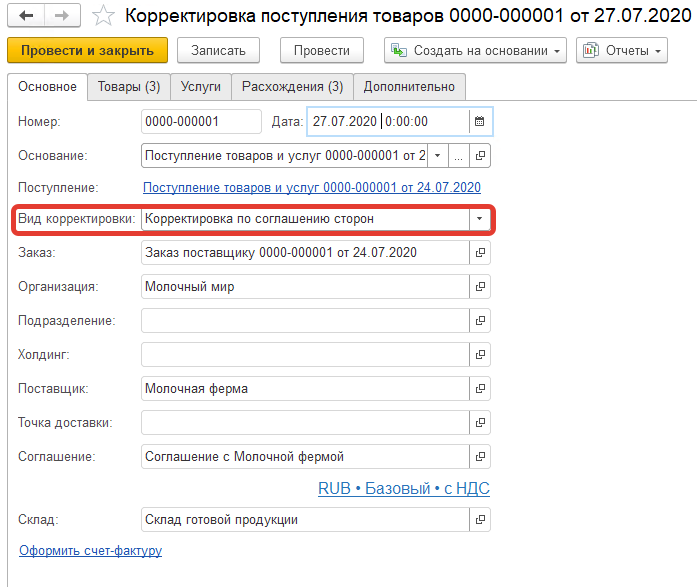 Корректировка поступления товаров 0000-000001 от 27.07.2020
Провести и закрыть Записать Провести Создать на основании Отчеты
Основное Товары (3) Услуги Расхождения (3) Дополнительно
Номер: 0000-000001 Дата: 27.07.2020 0:00:00
Основание: Поступление товаров и услуг 0000-000001 от 2 ...
Поступление: Поступление товаров и услуг 0000-000001 от 24.07.2020
Вид корректировки: Корректировка по соглашению сторон
Заказ: Заказ поставщику 0000-000001 от 24.07.2020
Организация: Молочный мир
Подразделение:
Холдинг:
Поставщик: Молочная ферма
Точка доставки:
Соглашение: Соглашение с Молочной фермой
RUB • Базовый • с НДС
Склад: Склад готовой продукции
Оформить счет-фактуру